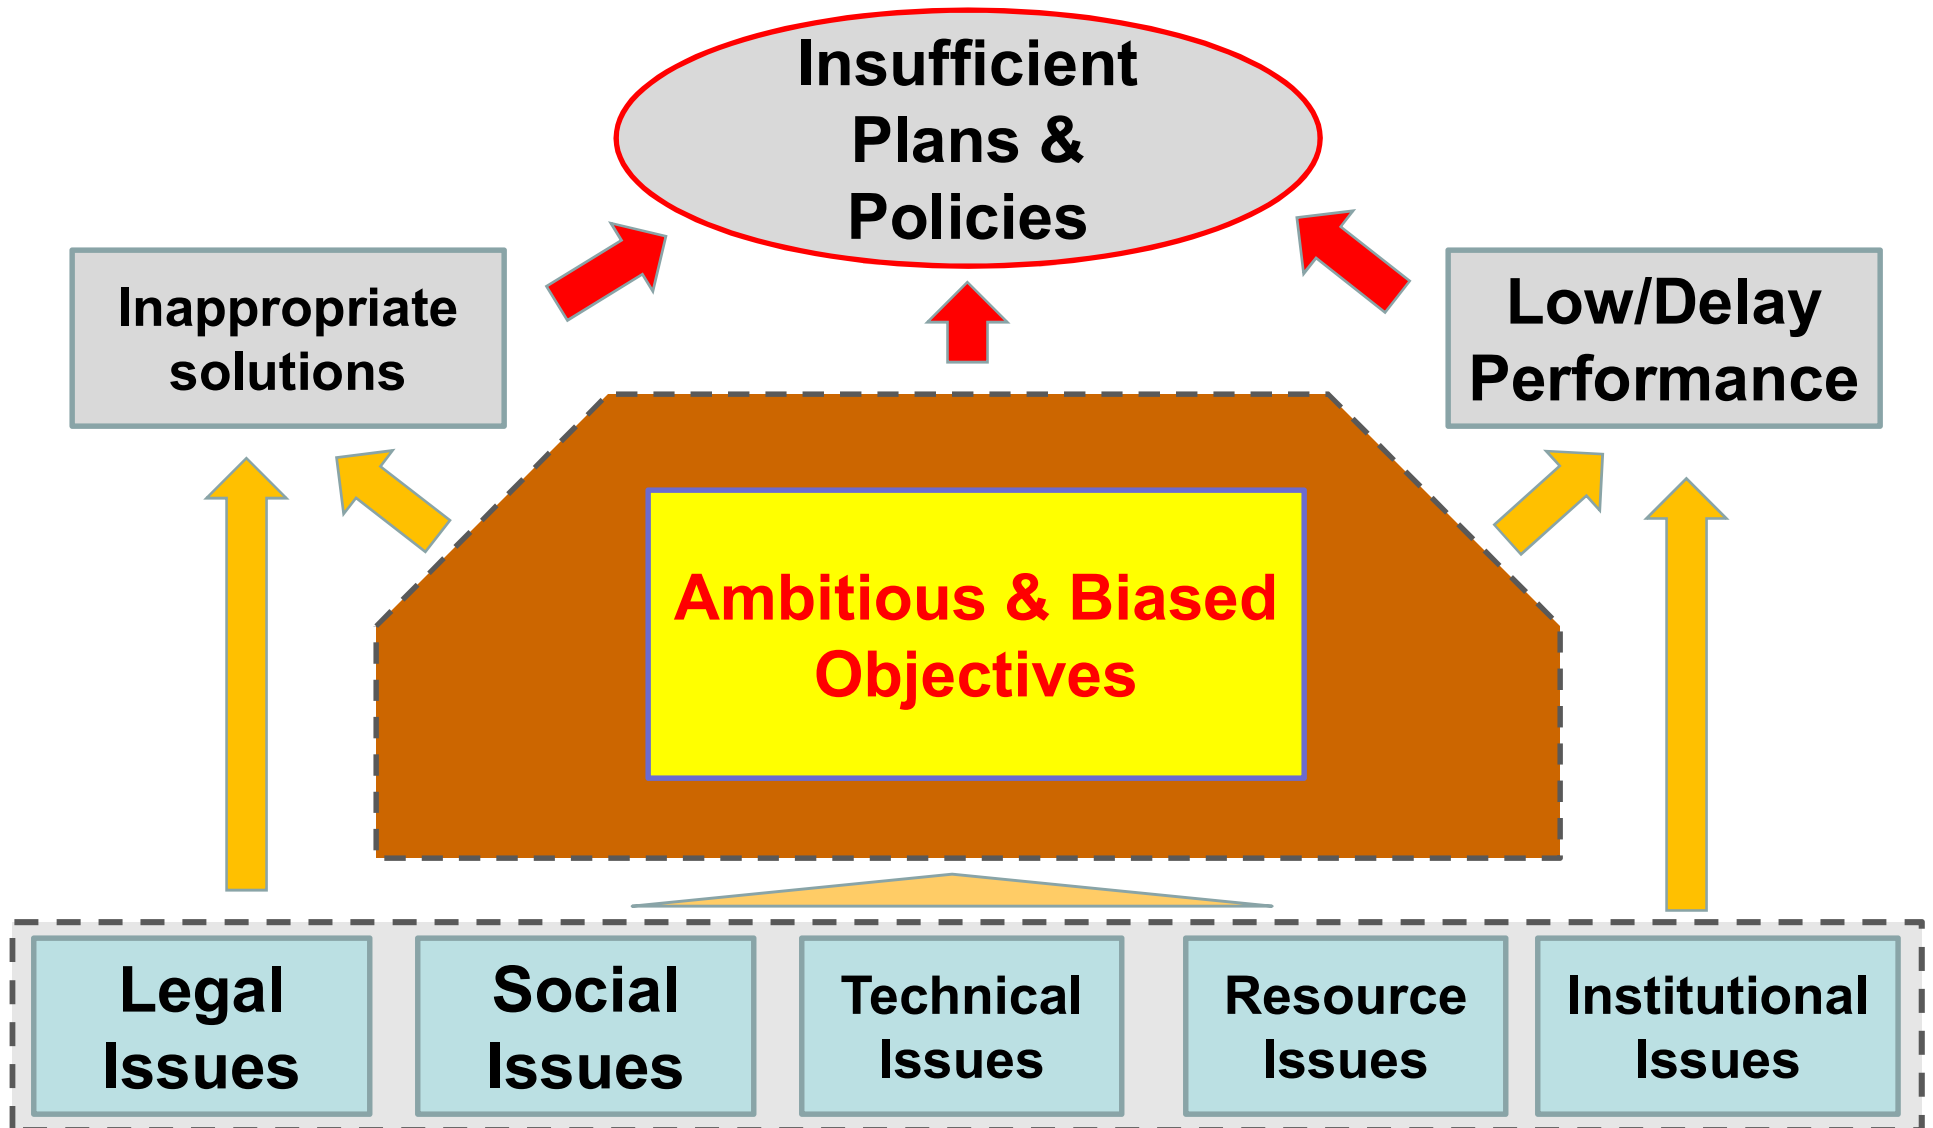 Insufficient
Plans &
Policies
Inappropriate
solutions
Low/Delay
Performance
Ambitious & Biased
Objectives
Legal
Issues
Social
Issues
Technical
Issues
Resource
Issues
Institutional
Issues